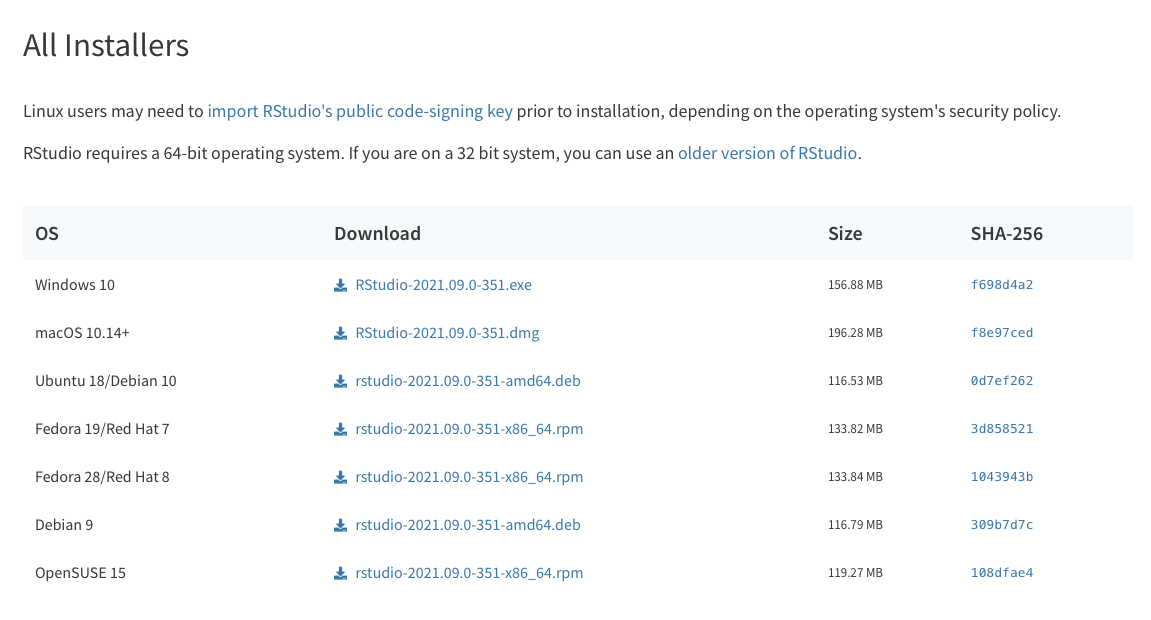 All Installers
Linux users may need to import RStudio's public code-signing key prior to installation, depending on the operating system's security policy.
RStudio requires a 64-bit operating system. If you are on a 32 bit system, you can use an older version of RStudio.
OS Download Size SHA-256
Windows 10 RStudio-2021.09.0-351.exe 156.88 MB f698d4a2
macOS 10.14+ RStudio-2021.09.0-351.dmg 196.28 MB f8e97ced
Ubuntu 18/Debian 10 rstudio-2021.09.0-351-amd64.deb 116.53 MB 0d7ef262
Fedora 19/Red Hat 7 rstudio-2021.09.0-351-x86_64.rpm 133.82 MB 3d858521
Fedora 28/Red Hat 8 rstudio-2021.09.0-351-x86_64.rpm 133.84 MB 1043943b
Debian 9 rstudio-2021.09.0-351-amd64.deb 116.79 MB 309b7d7c
OpenSUSE 15 rstudio-2021.09.0-351-x86_64.rpm 119.27 MB 108dfae4